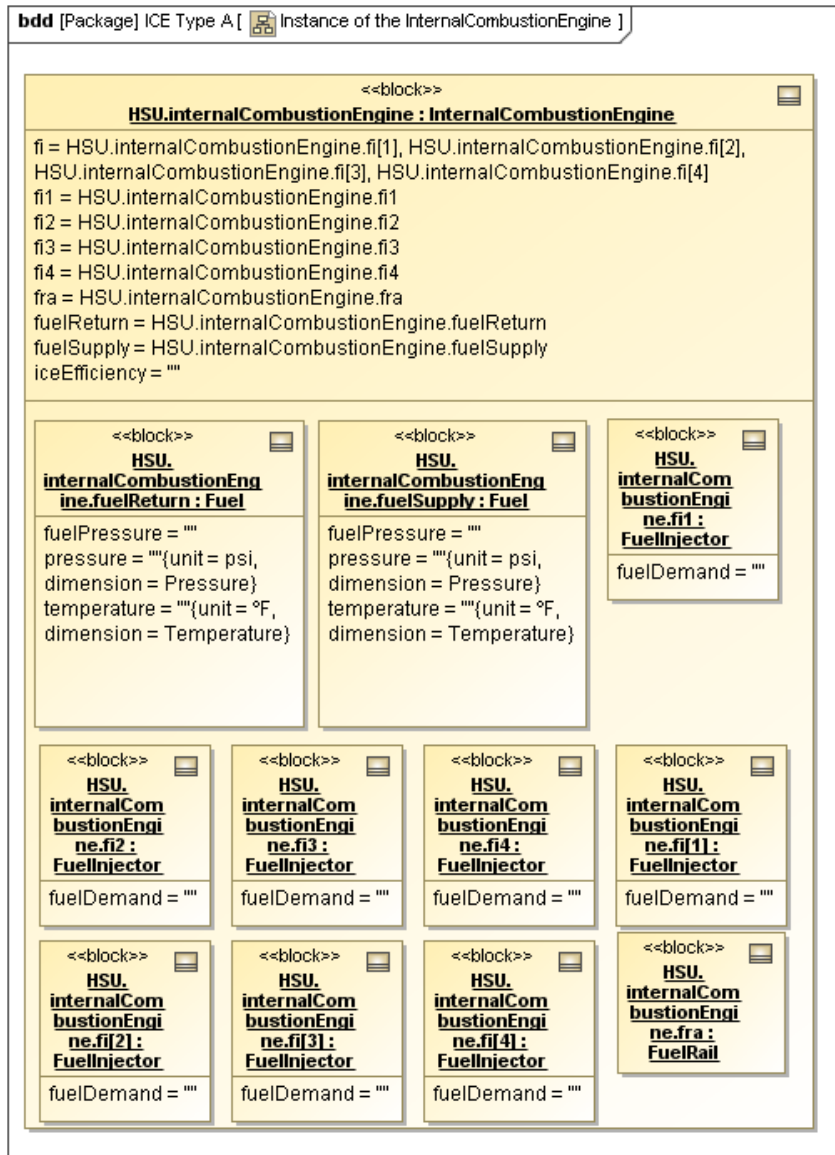 bdd [Package] ICE Type A [ Instance of the InternalCombustionEngine ]
<<block>>
HSU.internalCombustionEngine : InternalCombustionEngine
fi = HSU.internalCombustionEngine.fi[1], HSU.internalCombustionEngine.fi[2],
HSU.internalCombustionEngine.fi[3], HSU.internalCombustionEngine.fi[4]
fi1 = HSU.internalCombustionEngine.fi1
fi2 = HSU.internalCombustionEngine.fi2
fi3 = HSU.internalCombustionEngine.fi3
fi4 = HSU.internalCombustionEngine.fi4
fra = HSU.internalCombustionEngine.fra
fuelReturn = HSU.internalCombustionEngine.fuelReturn
fuelSupply = HSU.internalCombustionEngine.fuelSupply
iceEfficiency = ""
<<block>>
HSU.
internalCombustionEng
ine.fuelReturn : Fuel
fuelPressure = ""
pressure = ""{unit = psi,
dimension = Pressure}
temperature = ""{unit = °F,
dimension = Temperature}
<<block>>
HSU.
internalCombustionEng
ine.fuelSupply : Fuel
fuelPressure = ""
pressure = ""{unit = psi,
dimension = Pressure}
temperature = ""{unit = °F,
dimension = Temperature}
<<block>>
HSU.
internalCom
bustionEngi
ne.fi1 :
FuelInjector
fuelDemand = ""
<<block>>
HSU.
internalCom
bustionEngi
ne.fi2 :
FuelInjector
fuelDemand = ""
<<block>>
HSU.
internalCom
bustionEngi
ne.fi3 :
FuelInjector
fuelDemand = ""
<<block>>
HSU.
internalCom
bustionEngi
ne.fi4 :
FuelInjector
fuelDemand = ""
<<block>>
HSU.
internalCom
bustionEngi
ne.fi[1] :
FuelInjector
fuelDemand = ""
<<block>>
HSU.
internalCom
bustionEngi
ne.fi[2] :
FuelInjector
fuelDemand = ""
<<block>>
HSU.
internalCom
bustionEngi
ne.fi[3] :
FuelInjector
fuelDemand = ""
<<block>>
HSU.
internalCom
bustionEngi
ne.fi[4] :
FuelInjector
fuelDemand = ""
<<block>>
HSU.
internalCom
bustionEngi
ne.fra :
FuelRail